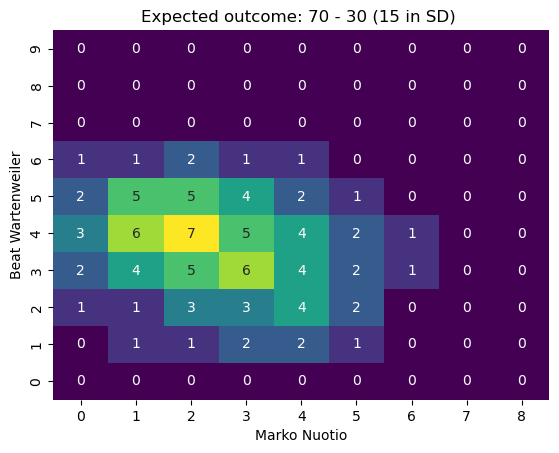 Expected outcome: 70 - 30 (15 in SD)
Beat Wartenweiler
9 0 0 0 0 0 0 0 0 0
8 0 0 0 0 0 0 0 0 0
7 0 0 0 0 0 0 0 0 0
6 1 1 2 1 1 0 0 0 0
5 2 5 5 4 2 1 0 0 0
4 3 6 7 5 4 2 1 0 0
3 2 4 5 6 4 2 1 0 0
2 1 1 3 3 4 2 0 0 0
1 0 1 1 2 2 1 0 0 0
0 0 0 0 0 0 0 0 0 0
0 1 2 3 4 5 6 7 8
Marko Nuotio